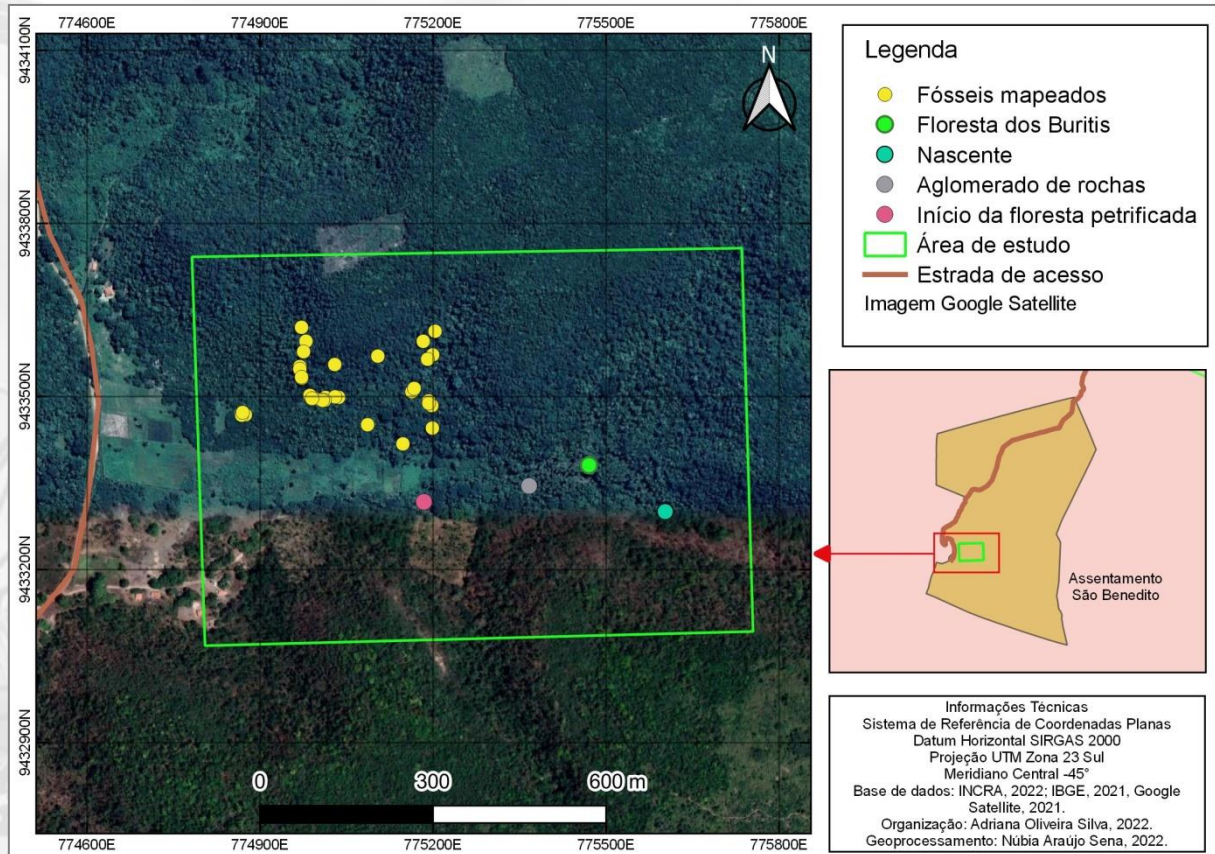 774600E
774900E
775200E
775500E
775800E
9434100N
9433800N
9433500N
9433200N
9432900N
N
0
300
600 m
774600E
774900E
775200E
775500E
775800E
Legenda
Fósseis mapeados
Floresta dos Buritis
Nascente
Aglomerado de rochas
Início da floresta petrificada
Área de estudo
Estrada de acesso
Imagem Google Satellite
Assentamento
São Benedito
Informações Técnicas
Sistema de Referência de Coordenadas Planas
Datum Horizontal SIRGAS 2000
Projeção UTM Zona 23 Sul
Meridiano Central -45°
Base de dados: INCRA, 2022; IBGE, 2021, Google
Satellite, 2021.
Organização: Adriana Oliveira Silva, 2022.
Geoprocessamento: Núbia Araújo Sena, 2022.